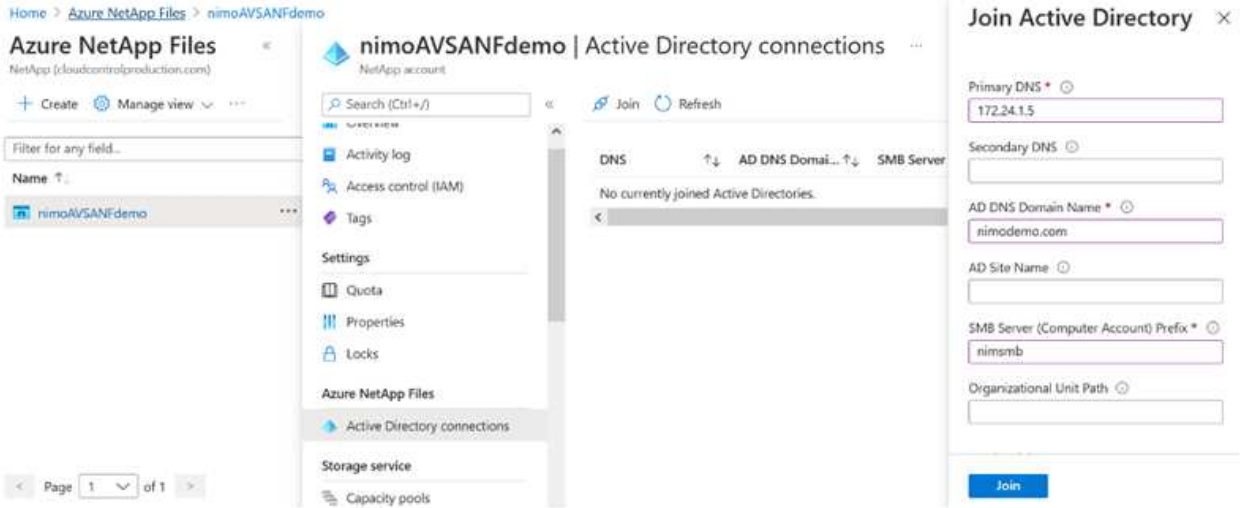 Home > Azure NetApp Files > nimoAVSANFdemo
Azure NetApp Files «
NetApp (cloudcontrolproduction.com)
+ Create Manage view ···
Filter for any field...
Name ↑↓
nimoAVSANFdemo ···
< Page 1 of 1 >
nimoAVSANFdemo | Active Directory connections ···
NetApp account
Search (Ctrl+/) «
Overview
Activity log
Access control (IAM)
Tags
Settings
Quota
Properties
Locks
Azure NetApp Files
Active Directory connections
Storage service
Capacity pools
Join Refresh
DNS ↑↓ AD DNS Domai... ↑↓ SMB Server
No currently joined Active Directories.
Join Active Directory ×
Primary DNS *
172.24.1.5
Secondary DNS
AD DNS Domain Name *
nimodemo.com
AD Site Name
SMB Server (Computer Account) Prefix *
nimsmb
Organizational Unit Path
Join